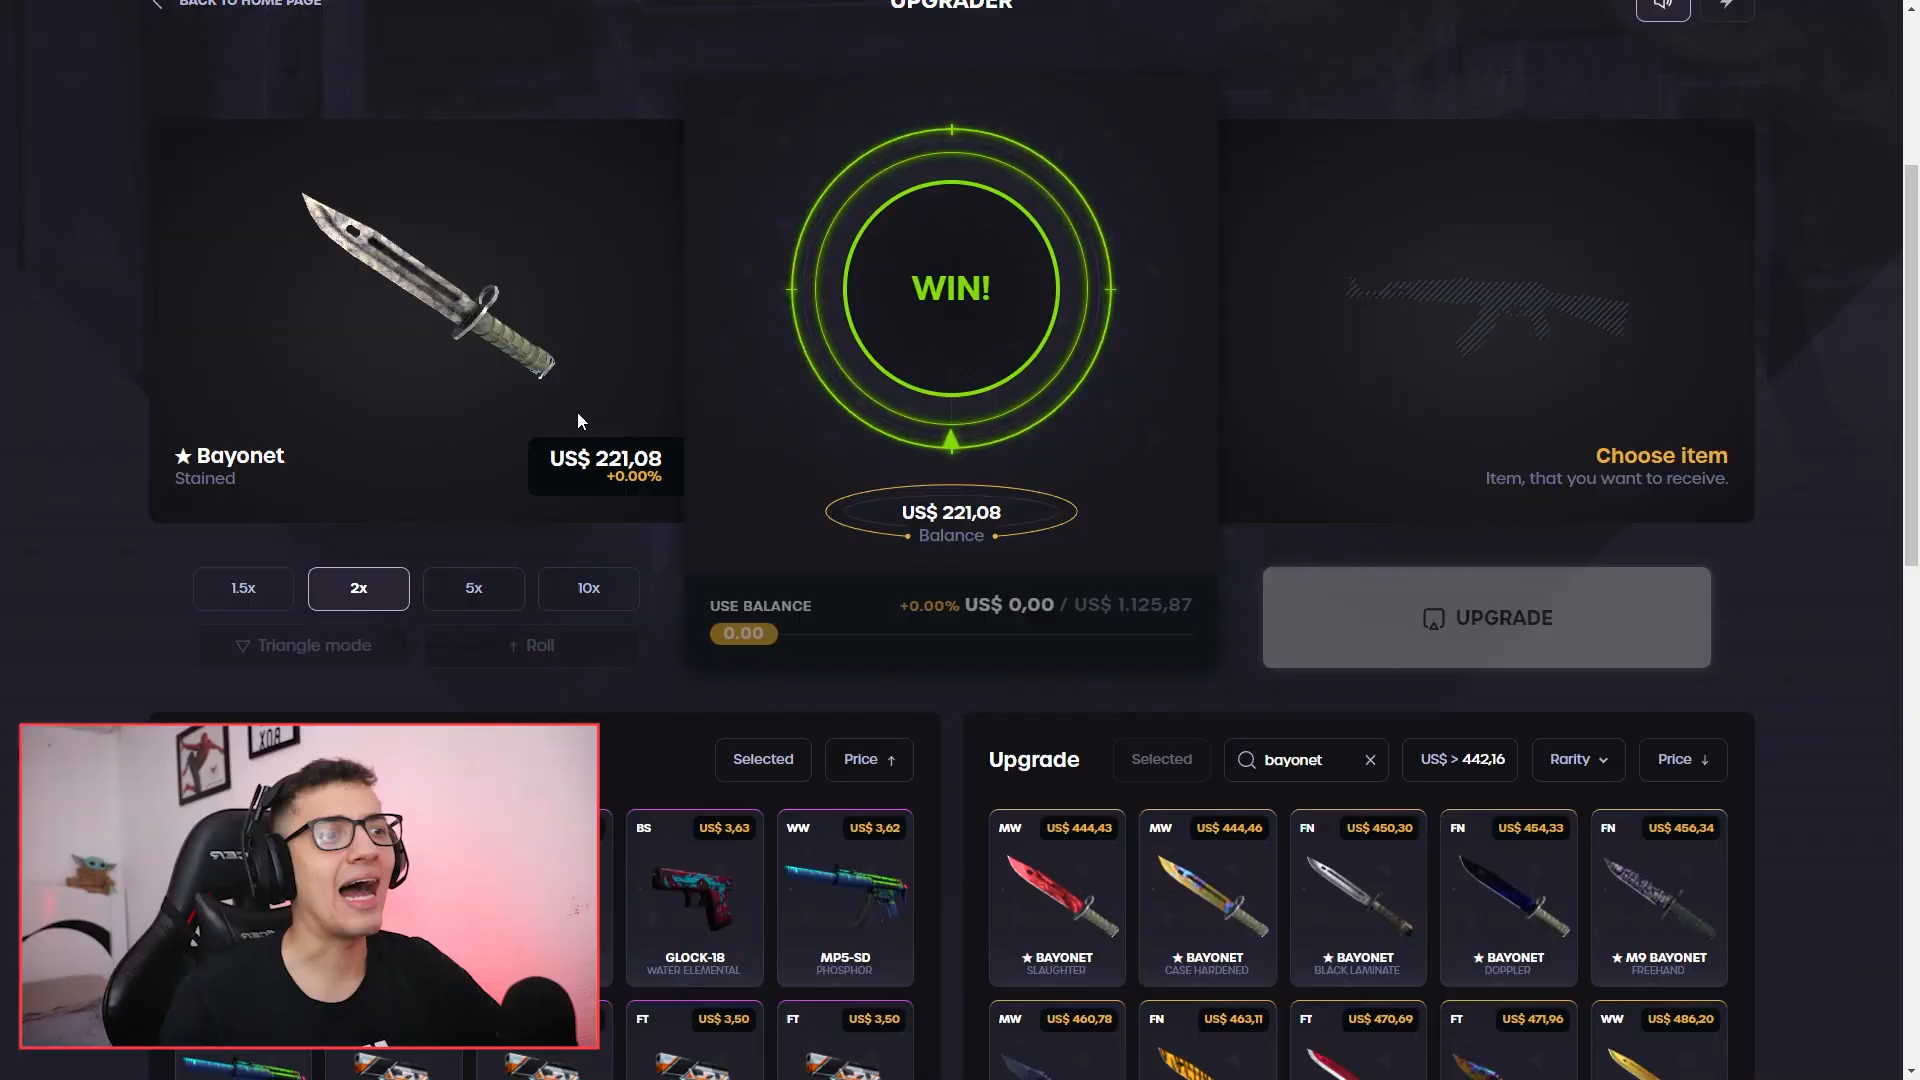 BACK TO HOME PAGE
UPGRADER
WIN!
★ Bayonet
Stained
US$ 221,08
+0.00%
US$ 221,08
Balance
Choose item
Item, that you want to receive.
1.5x
2x
5x
10x
Triangle mode
↑ Roll
USE BALANCE
+0.00% US$ 0,00 / US$ 1.125,87
0.00
UPGRADE
Selected
Price ↑
Upgrade
Selected
bayonet
US$ > 442,16
Rarity
Price ↓
BS US$ 3,63
GLOCK-18
WATER ELEMENTAL
WW US$ 3,62
MP5-SD
PHOSPHOR
MW US$ 444,43
★ BAYONET
SLAUGHTER
MW US$ 444,46
★ BAYONET
CASE HARDENED
FN US$ 450,30
★ BAYONET
BLACK LAMINATE
FN US$ 454,33
★ BAYONET
DOPPLER
FN US$ 456,34
★ M9 BAYONET
FREEHAND
FT US$ 3,50
FT US$ 3,50
MW US$ 460,78
FN US$ 463,11
FT US$ 470,69
FT US$ 471,96
WW US$ 486,20